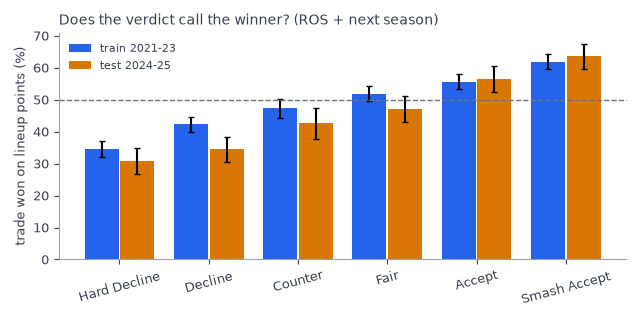 Does the verdict call the winner? (ROS + next season)
trade won on lineup points (%)
70
60
50
40
30
20
10
0
train 2021-23
test 2024-25
Hard Decline
Decline
Counter
Fair
Accept
Smash Accept